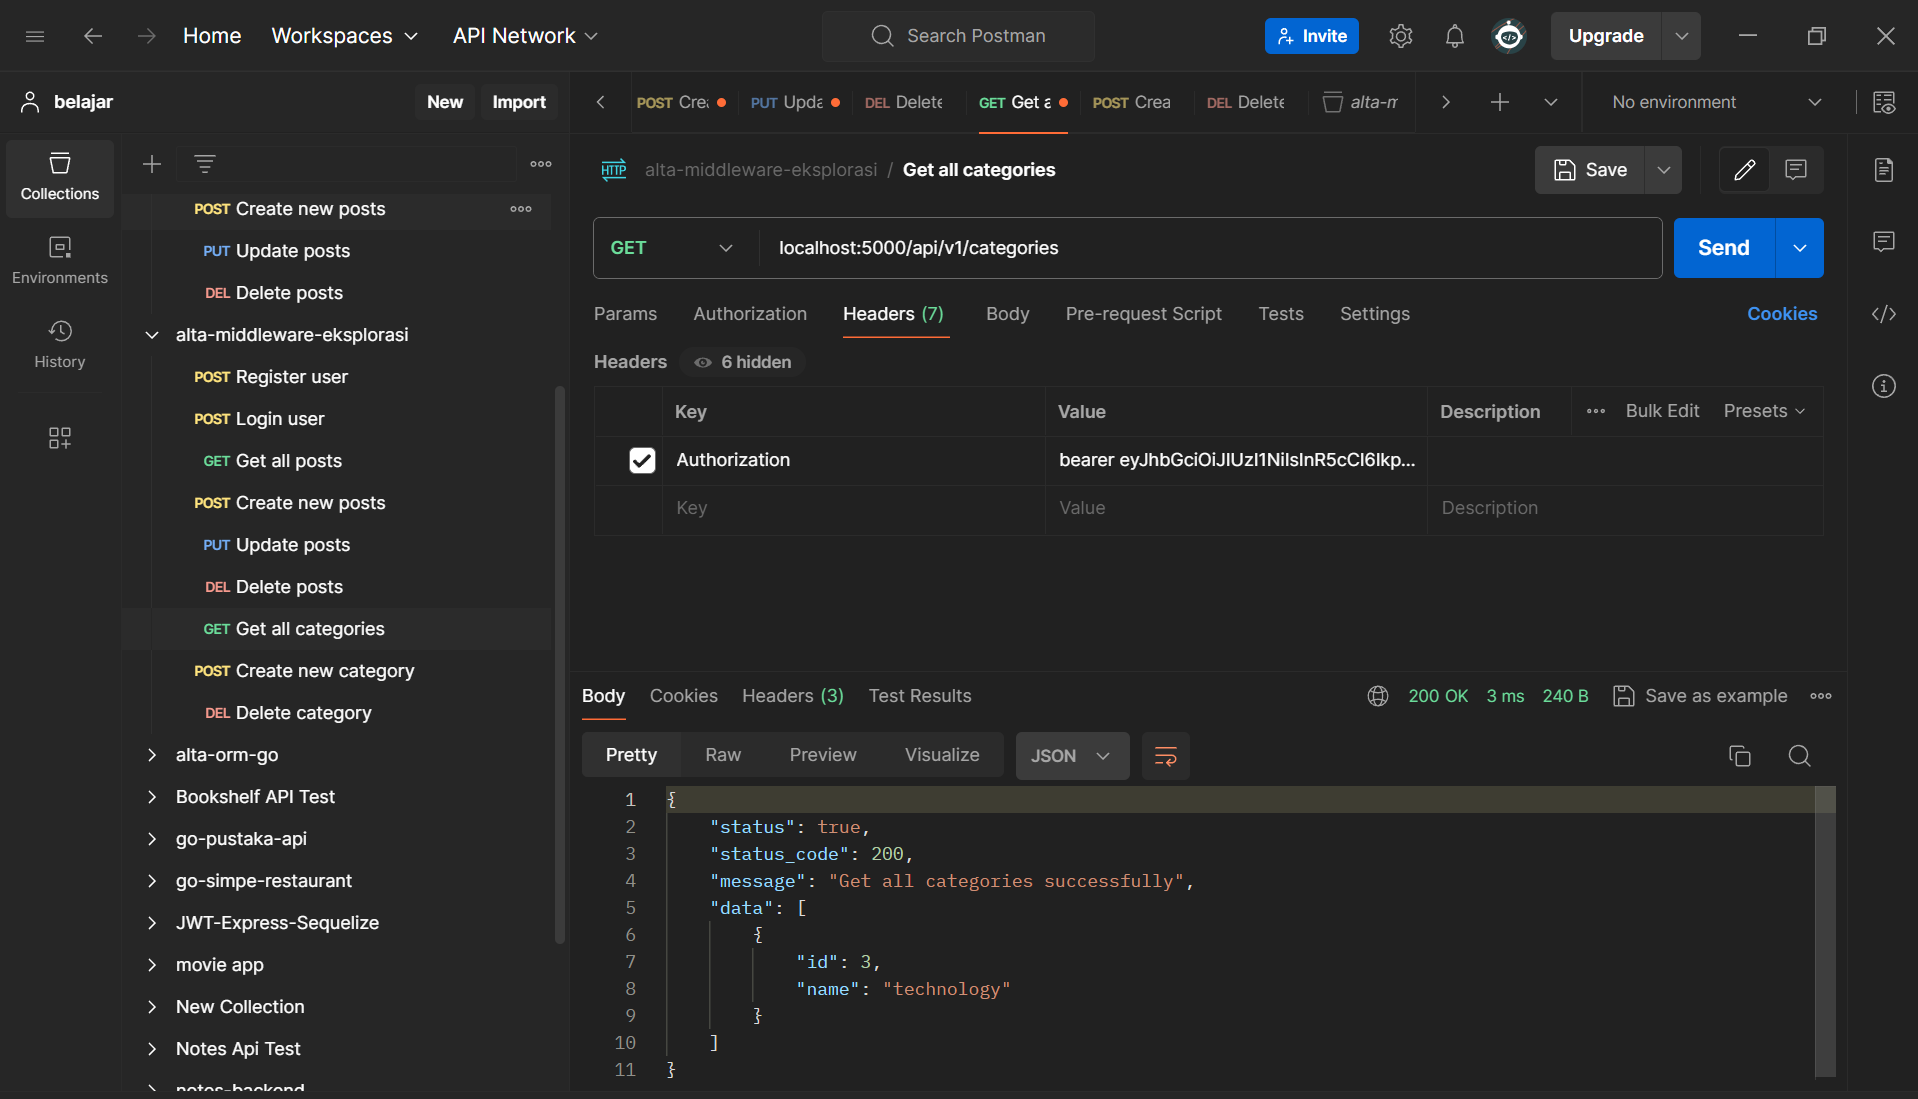 Home Workspaces API Network Search Postman Invite Upgrade
belajar New Import
POST Crea PUT Upda DEL Delete GET Get a POST Crea DEL Delete alta-m No environment
Collections
Environments
History
POST Create new posts
PUT Update posts
DEL Delete posts
alta-middleware-eksplorasi
POST Register user
POST Login user
GET Get all posts
POST Create new posts
PUT Update posts
DEL Delete posts
GET Get all categories
POST Create new category
DEL Delete category
alta-orm-go
Bookshelf API Test
go-pustaka-api
go-simpe-restaurant
JWT-Express-Sequelize
movie app
New Collection
Notes Api Test
notes-backend
HTTP alta-middleware-eksplorasi / Get all categories Save
GET localhost:5000/api/v1/categories Send
Params Authorization Headers (7) Body Pre-request Script Tests Settings Cookies
Headers 6 hidden
Key Value Description Bulk Edit Presets
Authorization bearer eyJhbGciOiJIUzI1NiIsInR5cCI6Ikp...
Key Value Description
Body Cookies Headers (3) Test Results 200 OK 3 ms 240 B Save as example
Pretty Raw Preview Visualize JSON
1 {
2 "status": true,
3 "status_code": 200,
4 "message": "Get all categories successfully",
5 "data": [
6 {
7 "id": 3,
8 "name": "technology"
9 }
10 ]
11 }